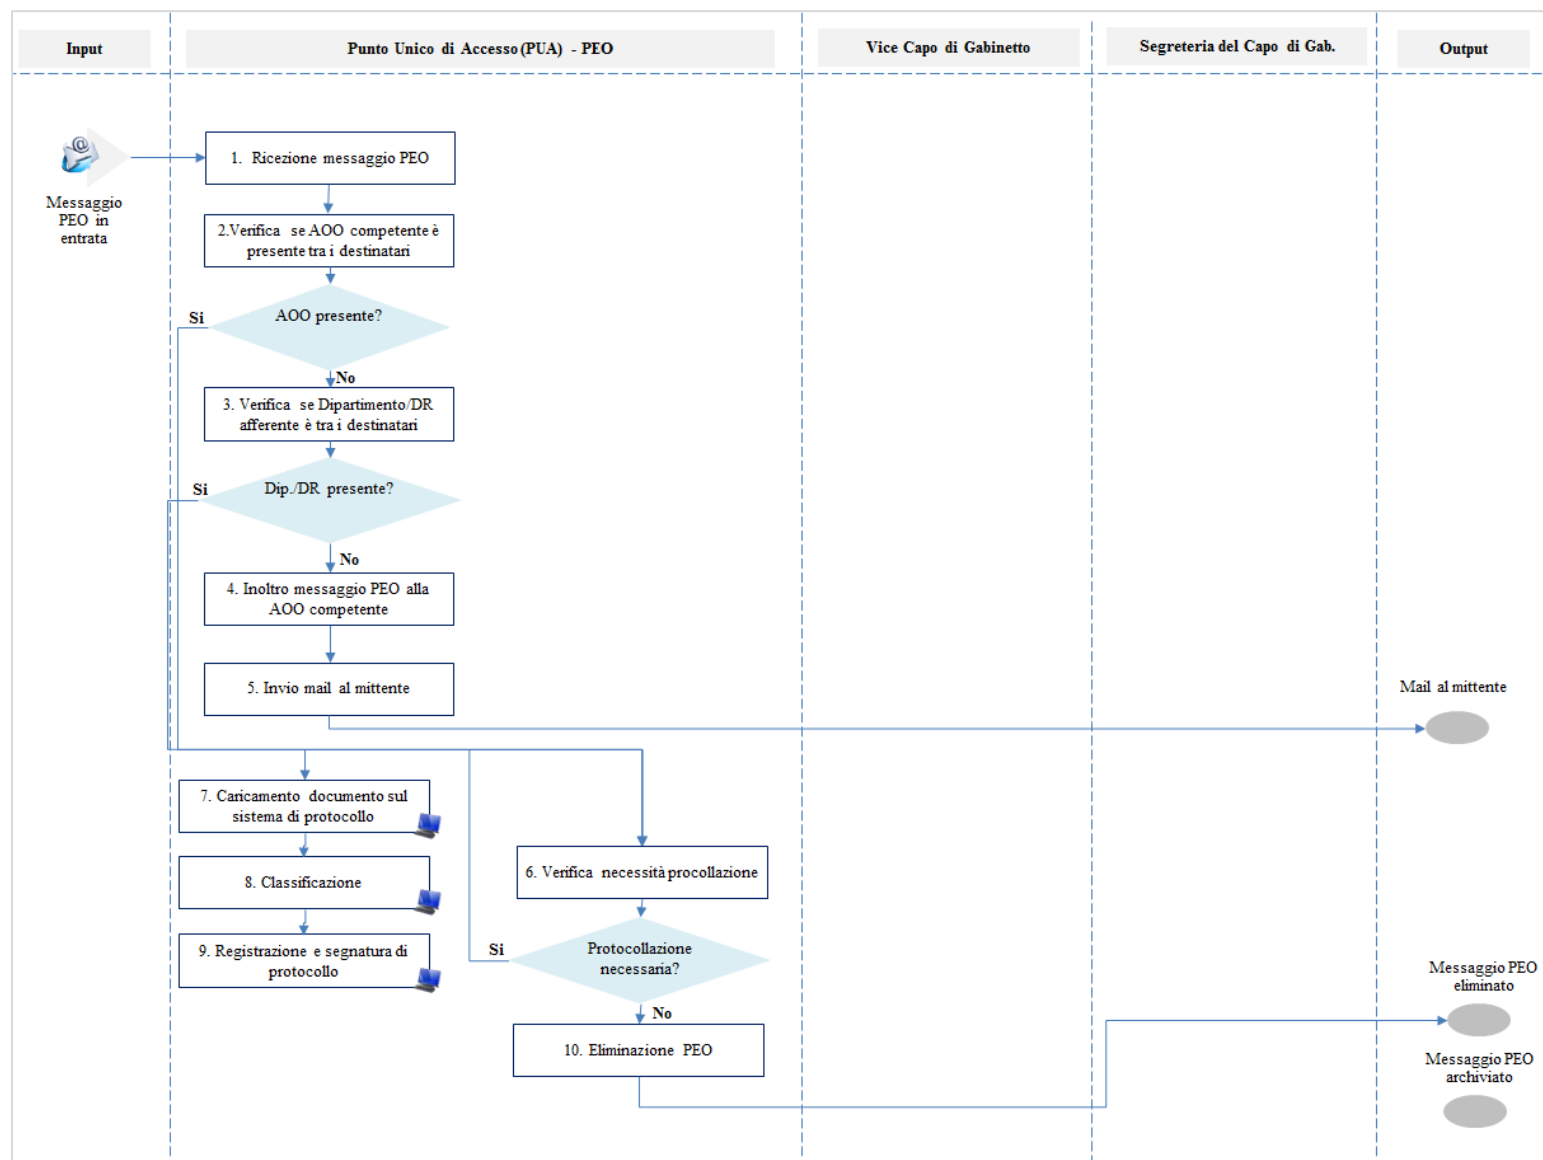 Input
Punto Unico di Accesso (PUA) - PEO
Vice Capo di Gabinetto
Segreteria del Capo di Gab.
Output
Messaggio
PEO in
entrata
1. Ricezione messaggio PEO
2.Verifica se AOO competente è
presente tra i destinatari
AOO presente?
Si
No
3. Verifica se Dipartimento/DR
afferente è tra i destinatari
Dip./DR presente?
Si
No
4. Inoltro messaggio PEO alla
AOO competente
5. Invio mail al mittente
Mail al mittente
7. Caricamento documento sul
sistema di protocollo
8. Classificazione
9. Registrazione e segnatura di
protocollo
6. Verifica necessità procollazione
Protocollazione
necessaria?
Si
No
10. Eliminazione PEO
Messaggio PEO
eliminato
Messaggio PEO
archiviato